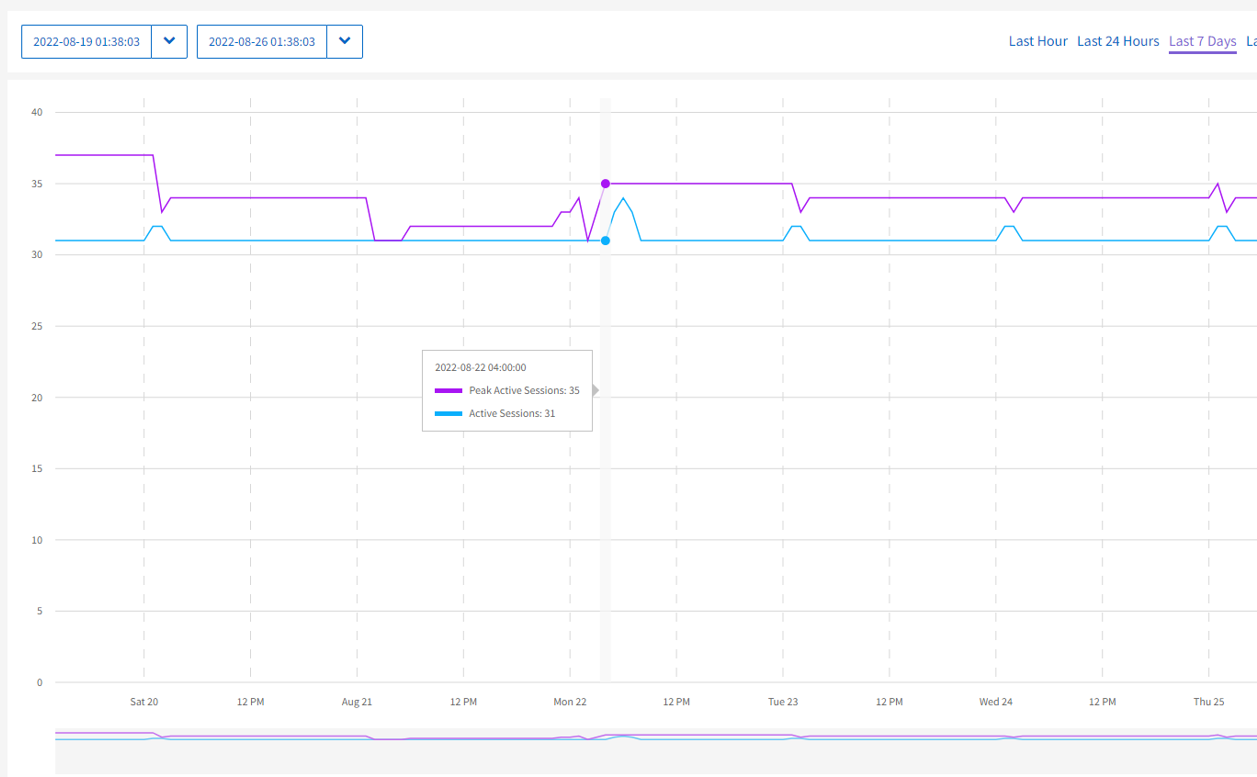 2022-08-19 01:38:03 2022-08-26 01:38:03 Last Hour Last 24 Hours Last 7 Days La
40
35
30
25
2022-08-22 04:00:00
Peak Active Sessions: 35
20
Active Sessions: 31
15
10
5
0
Sat 20 12 PM Aug 21 12 PM Mon 22 12 PM Tue 23 12 PM Wed 24 12 PM Thu 25